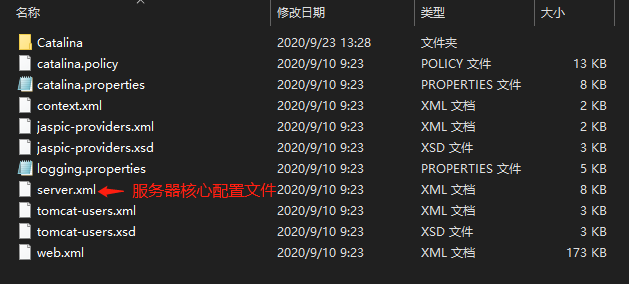 名称 修改日期 类型 大小
Catalina 2020/9/23 13:28 文件夹
catalina.policy 2020/9/10 9:23 POLICY 文件 13 KB
catalina.properties 2020/9/10 9:23 PROPERTIES 文件 8 KB
context.xml 2020/9/10 9:23 XML 文档 2 KB
jaspic-providers.xml 2020/9/10 9:23 XML 文档 2 KB
jaspic-providers.xsd 2020/9/10 9:23 XSD 文件 3 KB
logging.properties 2020/9/10 9:23 PROPERTIES 文件 5 KB
server.xml 服务器核心配置文件 2020/9/10 9:23 XML 文档 8 KB
tomcat-users.xml 2020/9/10 9:23 XML 文档 3 KB
tomcat-users.xsd 2020/9/10 9:23 XSD 文件 3 KB
web.xml 2020/9/10 9:23 XML 文档 173 KB